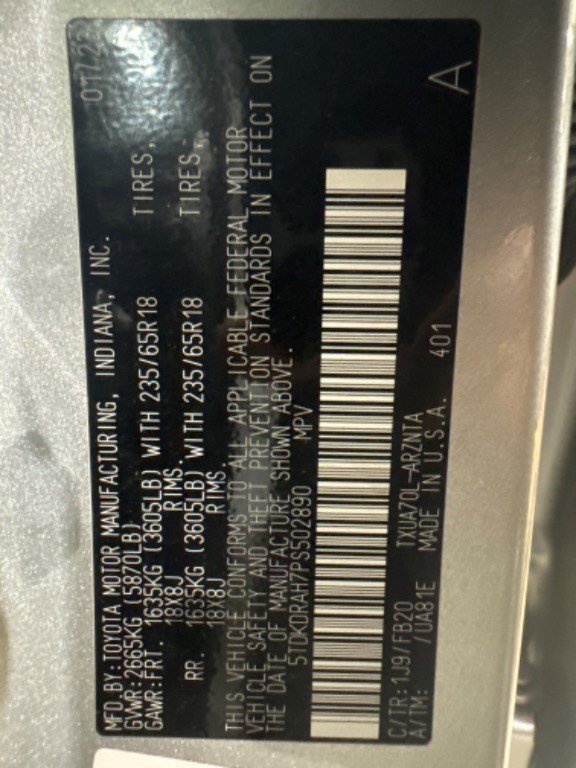 MFD.BY:TOYOTA MOTOR MANUFACTURING, INDIANA, INC. 01/23
GVWR:2665KG (5870LB)
GAWR:FRT. 1635KG (3605LB) WITH 235/65R18 TIRES,
18X8J RIMS.
RR. 1635KG (3605LB) WITH 235/65R18 TIRES,
18X8J RIMS.
THIS VEHICLE CONFORMS TO ALL APPLICABLE FEDERAL MOTOR
VEHICLE SAFETY AND THEFT PREVENTION STANDARDS IN EFFECT ON
THE DATE OF MANUFACTURE SHOWN ABOVE.
5TDKDRAH7PS502890 MPV
C/TR:1J9/FB20 TXUA70L-ARZNTA 401 A
A/TM: /UA81E MADE IN U.S.A.